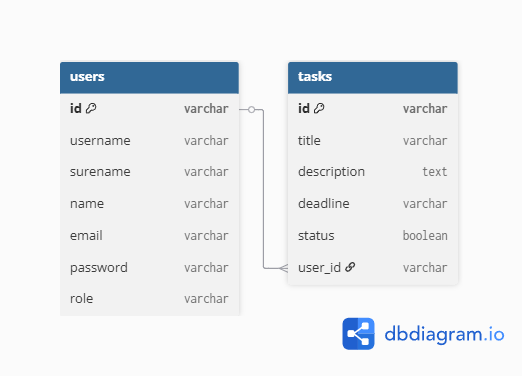 users
id varchar
username varchar
surename varchar
name varchar
email varchar
password varchar
role varchar
tasks
id varchar
title varchar
description text
deadline varchar
status boolean
user_id varchar
dbdiagram.io